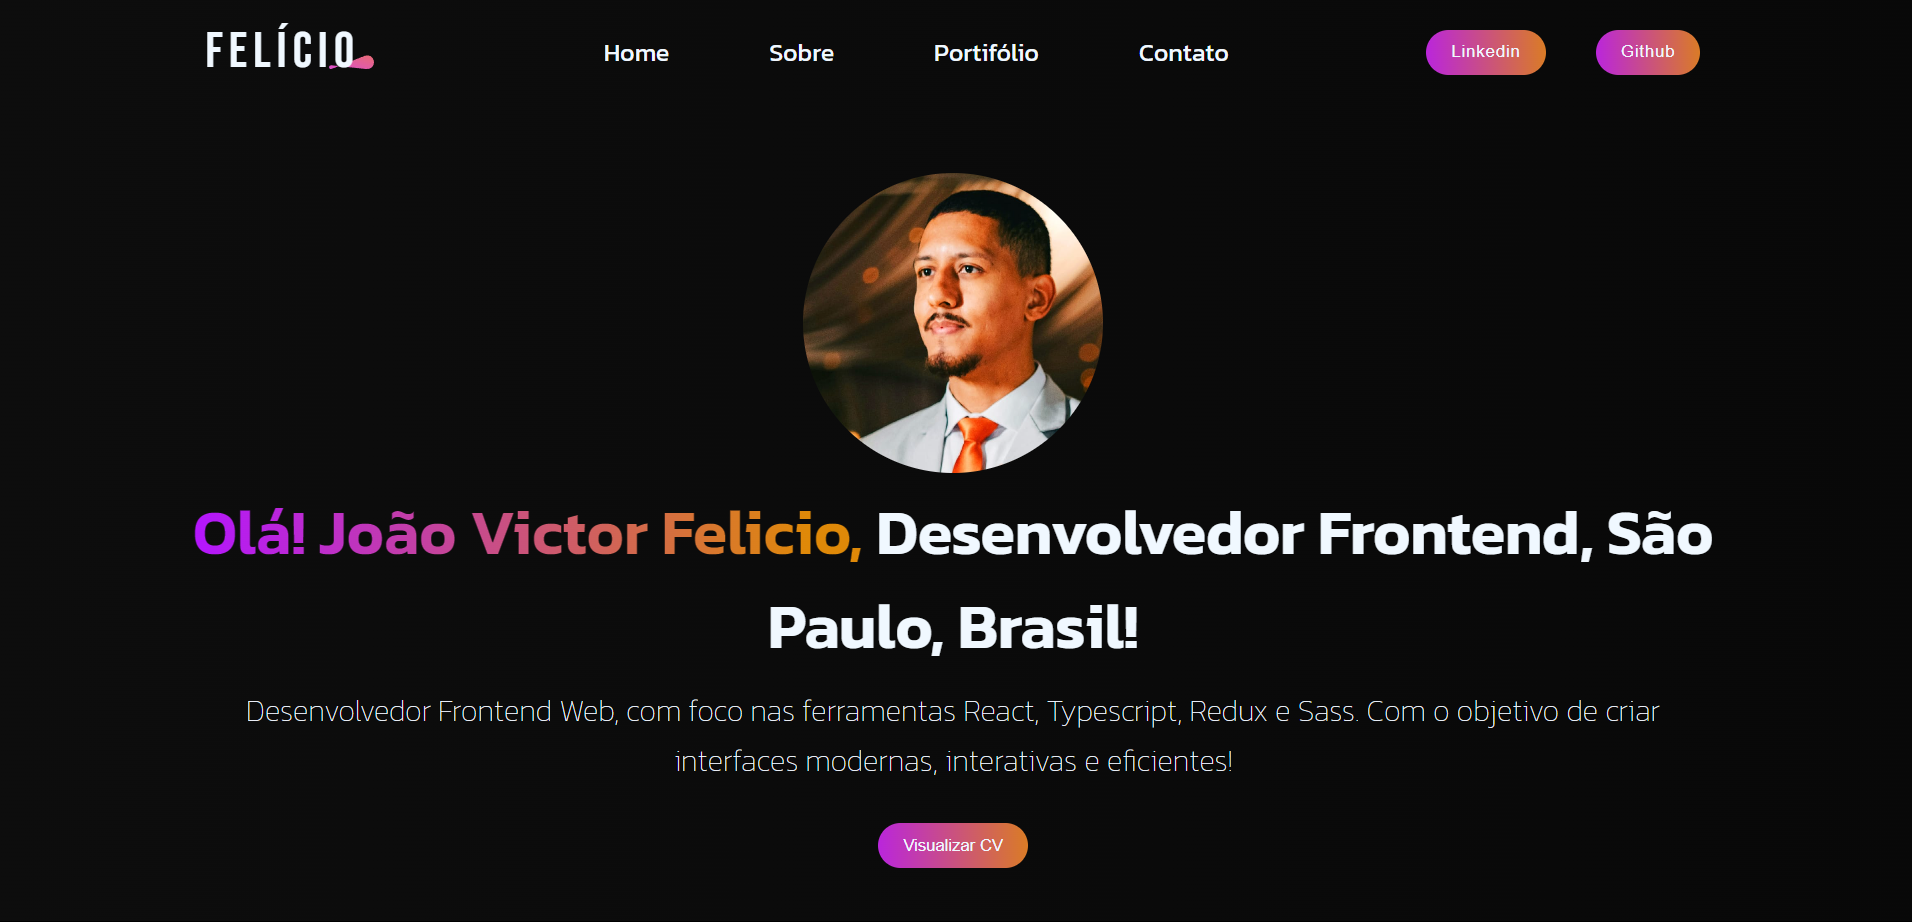 FELÍCIO
Home Sobre Portifólio Contato Linkedin Github
Olá! João Victor Felicio, Desenvolvedor Frontend, São
Paulo, Brasil!
Desenvolvedor Frontend Web, com foco nas ferramentas React, Typescript, Redux e Sass. Com o objetivo de criar
interfaces modernas, interativas e eficientes!
Visualizar CV